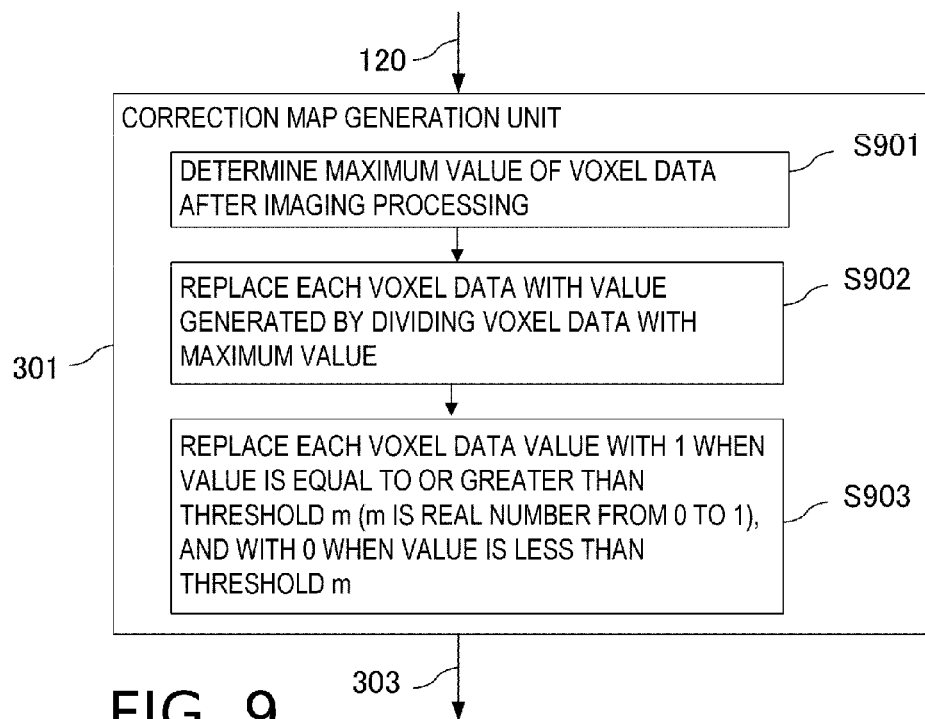 120
CORRECTION MAP GENERATION UNIT
S901
DETERMINE MAXIMUM VALUE OF VOXEL DATA
AFTER IMAGING PROCESSING
S902
REPLACE EACH VOXEL DATA WITH VALUE
GENERATED BY DIVIDING VOXEL DATA WITH
MAXIMUM VALUE
301
REPLACE EACH VOXEL DATA VALUE WITH 1 WHEN
VALUE IS EQUAL TO OR GREATER THAN
THRESHOLD m (m IS REAL NUMBER FROM 0 TO 1),
AND WITH 0 WHEN VALUE IS LESS THAN
THRESHOLD m
S903
303
FIG. 9